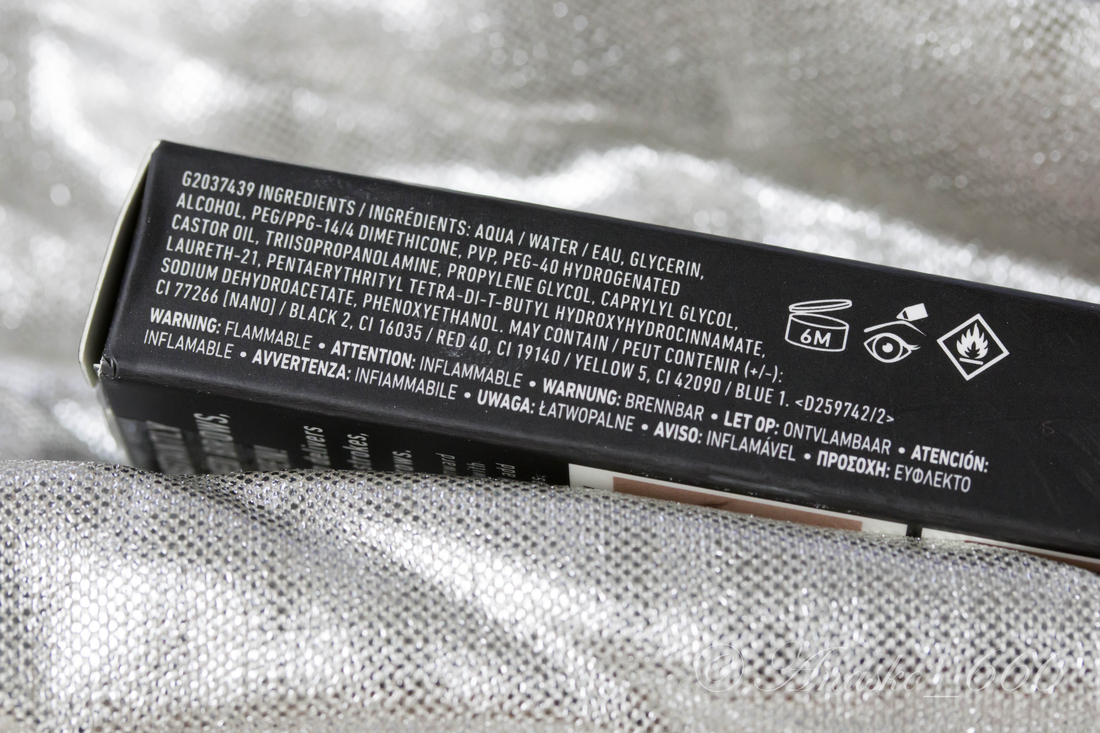 G2037439 INGREDIENTS / INGRÉDIENTS: AQUA / WATER / EAU, GLYCERIN,
ALCOHOL, PEG/PPG-14/4 DIMETHICONE, PVP, PEG-40 HYDROGENATED
CASTOR OIL, TRIISOPROPANOLAMINE, PROPYLENE GLYCOL, CAPRYLYL GLYCOL,
LAURETH-21, PENTAERYTHRITYL TETRA-DI-T-BUTYL HYDROXYHYDROCINNAMATE,
SODIUM DEHYDROACETATE, PHENOXYETHANOL. MAY CONTAIN / PEUT CONTENIR (+/-):
CI 77266 [NANO] / BLACK 2, CI 16035 / RED 40, CI 19140 / YELLOW 5, CI 42090 / BLUE 1. <D259742/2>
WARNING: FLAMMABLE • ATTENTION: INFLAMMABLE • WARNUNG: BRENNBAR • LET OP: ONTVLAMBAAR • ATENCIÓN:
INFLAMABLE • AVVERTENZA: INFIAMMABILE • UWAGA: ŁATWOPALNE • AVISO: INFLAMÁVEL • ΠΡΟΣΟΧΗ: ΕΥΦΛΕΚΤΟ
6M